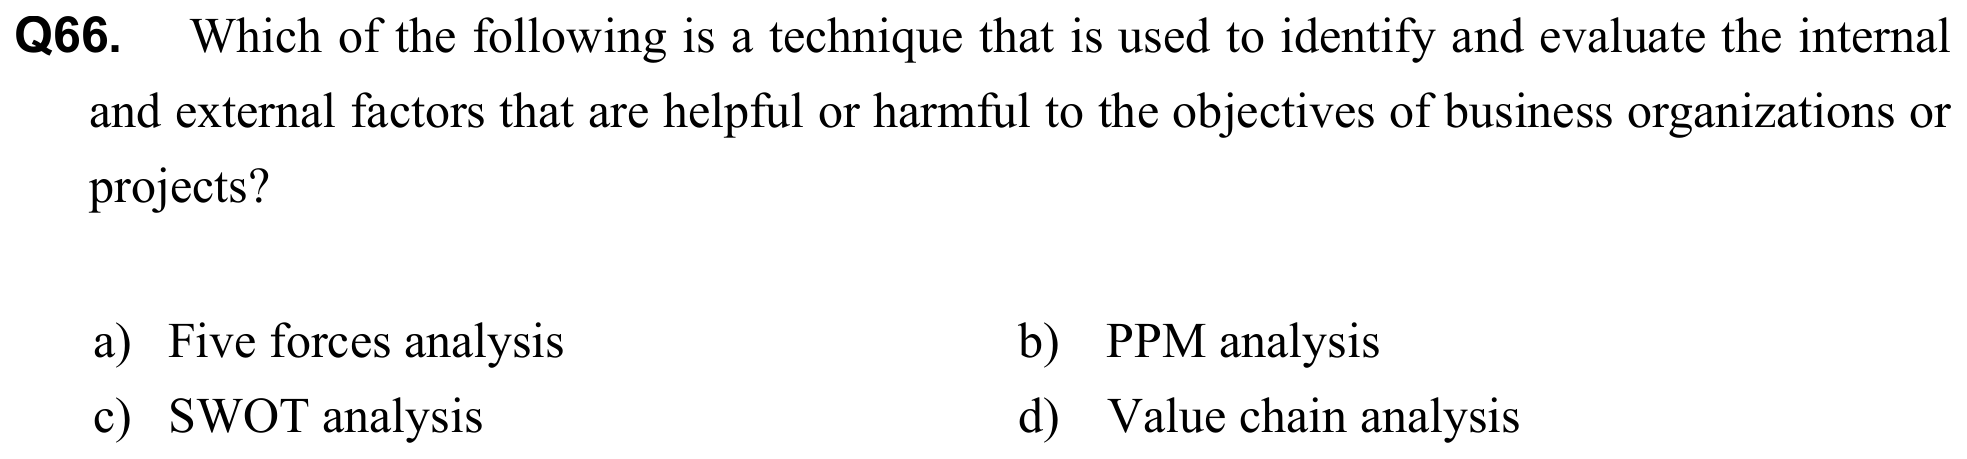 Q66. Which of the following is a technique that is used to identify and evaluate the internal
and external factors that are helpful or harmful to the objectives of business organizations or
projects?
a) Five forces analysis b) PPM analysis
c) SWOT analysis d) Value chain analysis